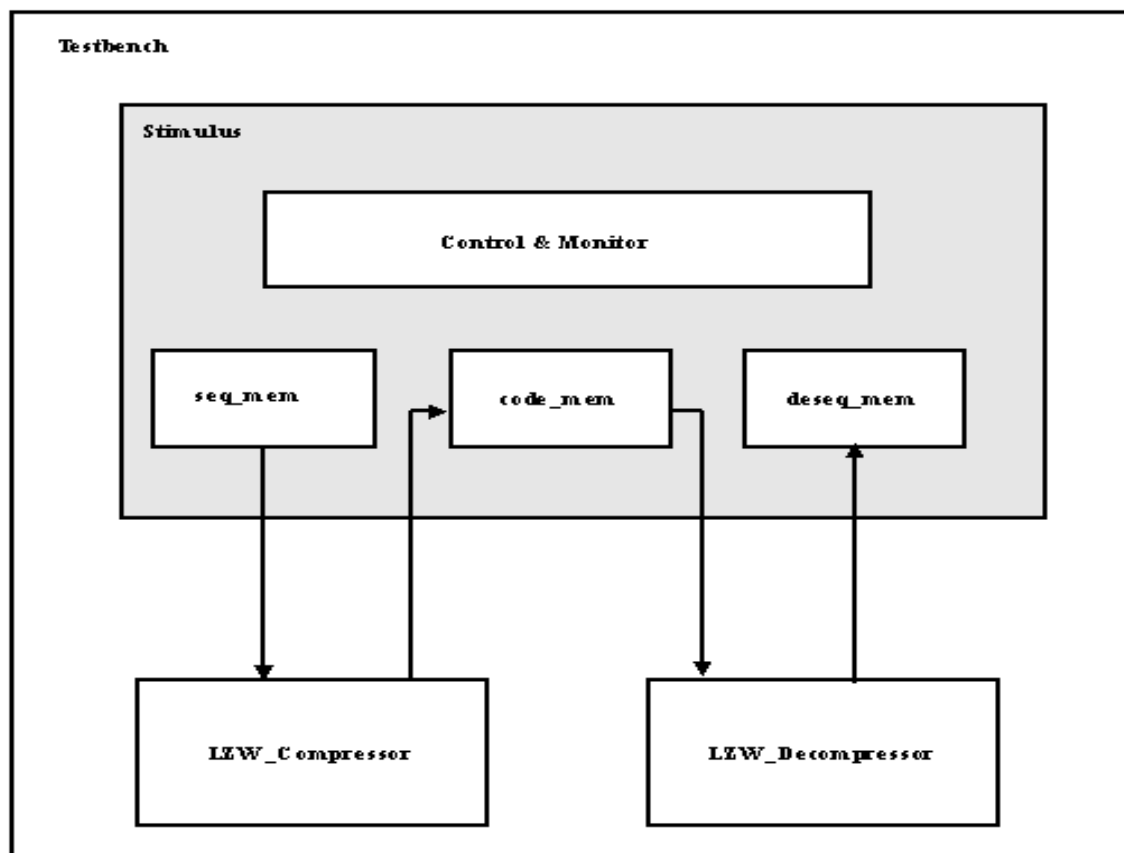 Testbench
Stimulus
Control & Monitor
seq_mem
code_mem
deseq_mem
LZW_Compressor
LZW_Decompressor